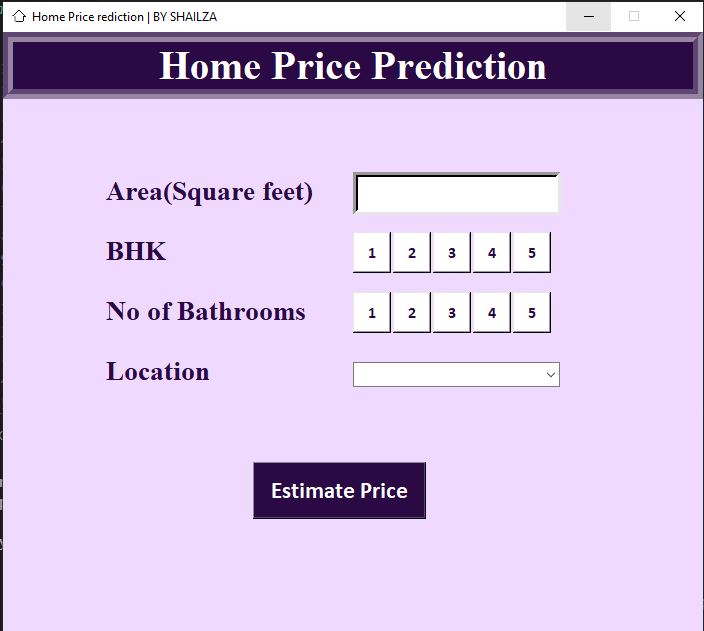 Home Price rediction | BY SHAILZA
Home Price Prediction
Area(Square feet)
BHK 1 2 3 4 5
No of Bathrooms 1 2 3 4 5
Location
Estimate Price